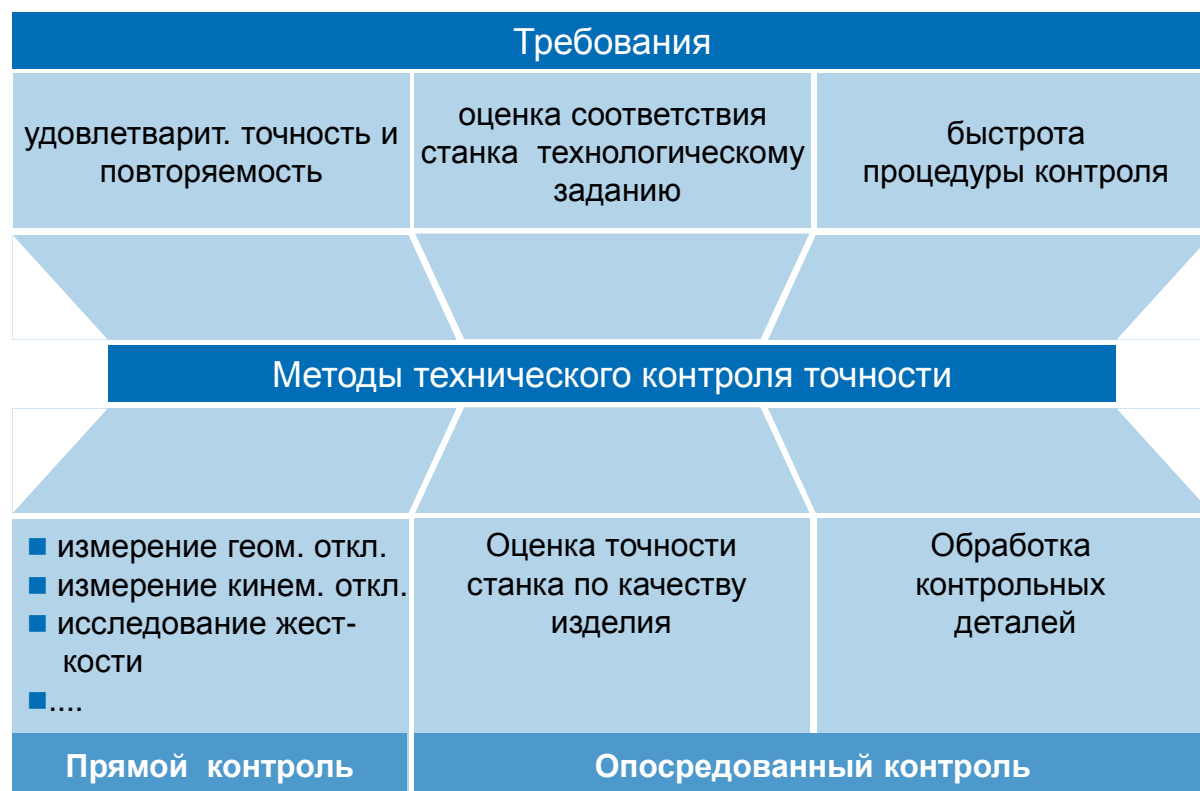 Требования
удовлетварит. точность и
повторяемость
оценка соответствия
станка технологическому
заданию
быстрота
процедуры контроля
Методы технического контроля точности
измерение геом. откл.
измерение кинем. откл.
исследование жест-
кости
....
Оценка точности
станка по качеству
изделия
Обработка
контрольных
деталей
Прямой контроль
Опосредованный контроль